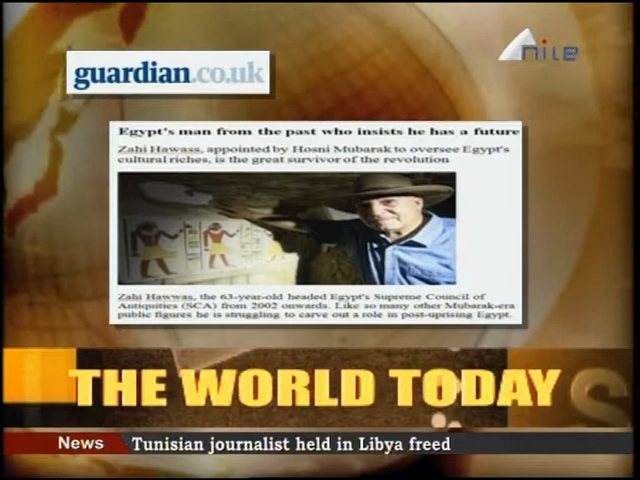 nile
guardian.co.uk
Egypt's man from the past who insists he has a future
Zahi Hawass, appointed by Hosni Mubarak to oversee Egypt's
cultural riches, is the great survivor of the revolution
Zahi Hawwas, the 63-year-old headed Egypt's Supreme Council of
Antiquities (SCA) from 2002 onwards. Like so many other Mubarak-era
public figures he is struggling to carve out a role in post-uprising Egypt.
THE WORLD TODAY
S
News Tunisian journalist held in Libya freed